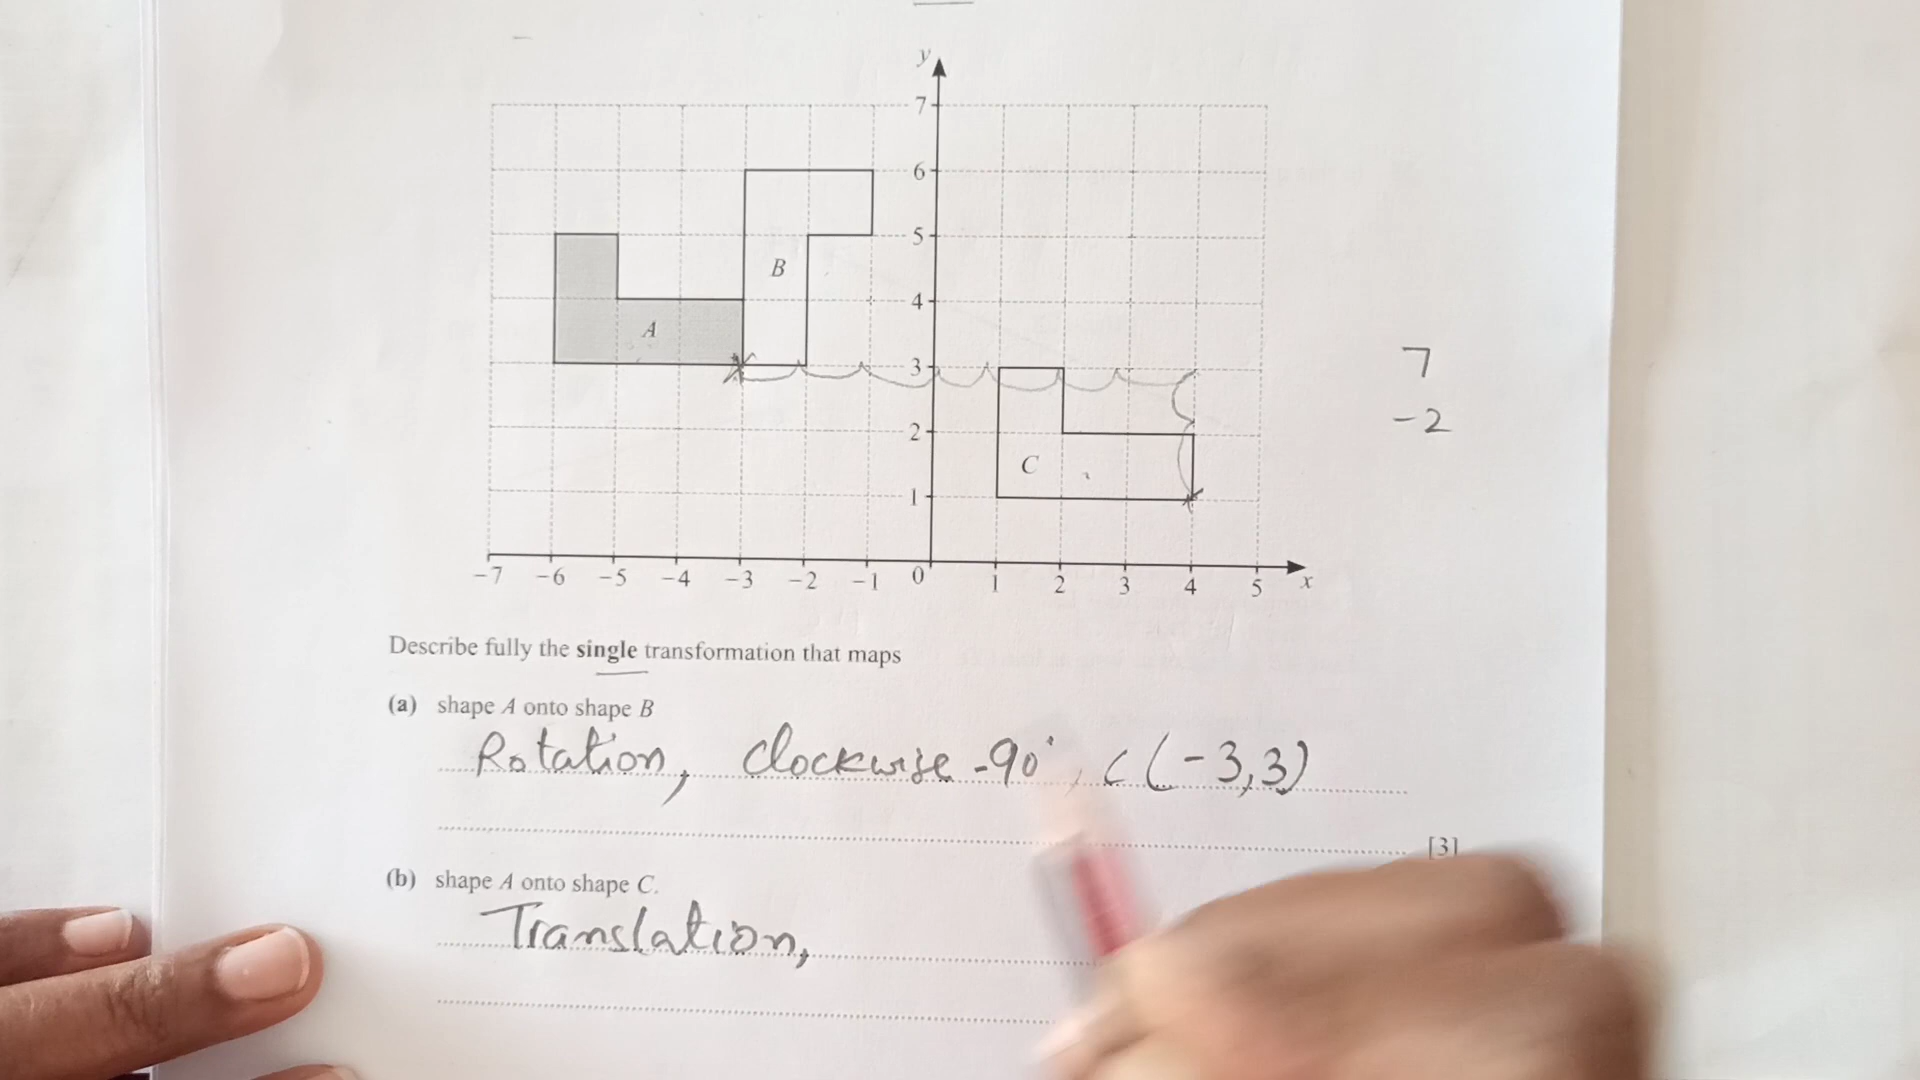 y
7
6
5
4
3
2
1
B
A
C
7
-2
-7 -6 -5 -4 -3 -2 -1 0 1 2 3 4 5 x
Describe fully the single transformation that maps
(a) shape A onto shape B
Rotation, clockwise -90°, C (-3,3)
[3]
(b) shape A onto shape C.
Translation,